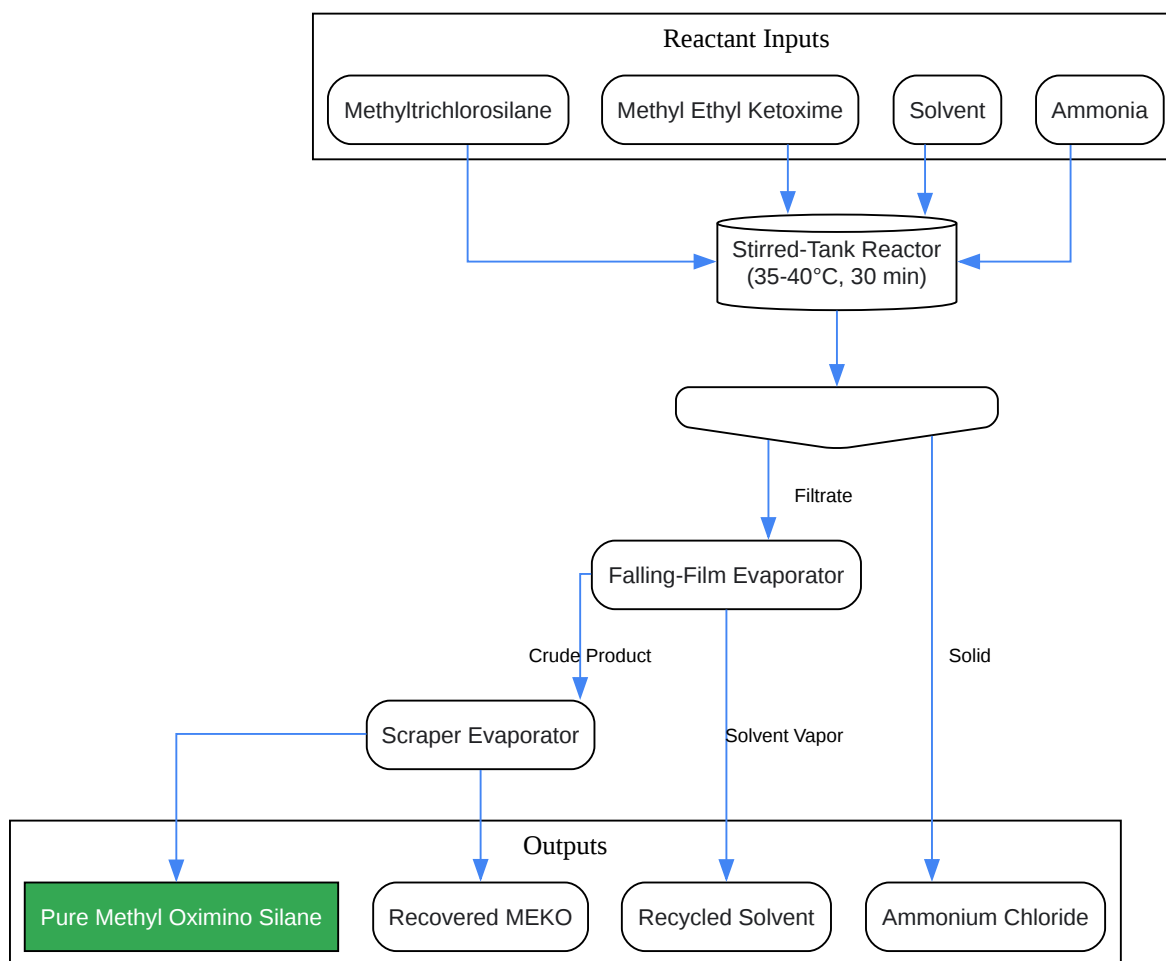 Reactant Inputs
Methyltrichlorosilane
Methyl Ethyl Ketoxime
Solvent
Ammonia
Stirred-Tank Reactor
(35-40°C, 30 min)
Filtrate
Falling-Film Evaporator
Crude Product
Solid
Scraper Evaporator
Solvent Vapor
Outputs
Pure Methyl Oximino Silane
Recovered MEKO
Recycled Solvent
Ammonium Chloride